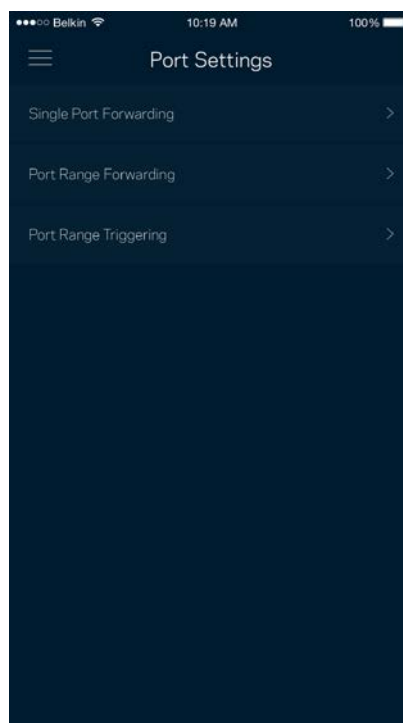 Belkin 10:19 AM 100%
Port Settings
Single Port Forwarding
Port Range Forwarding
Port Range Triggering